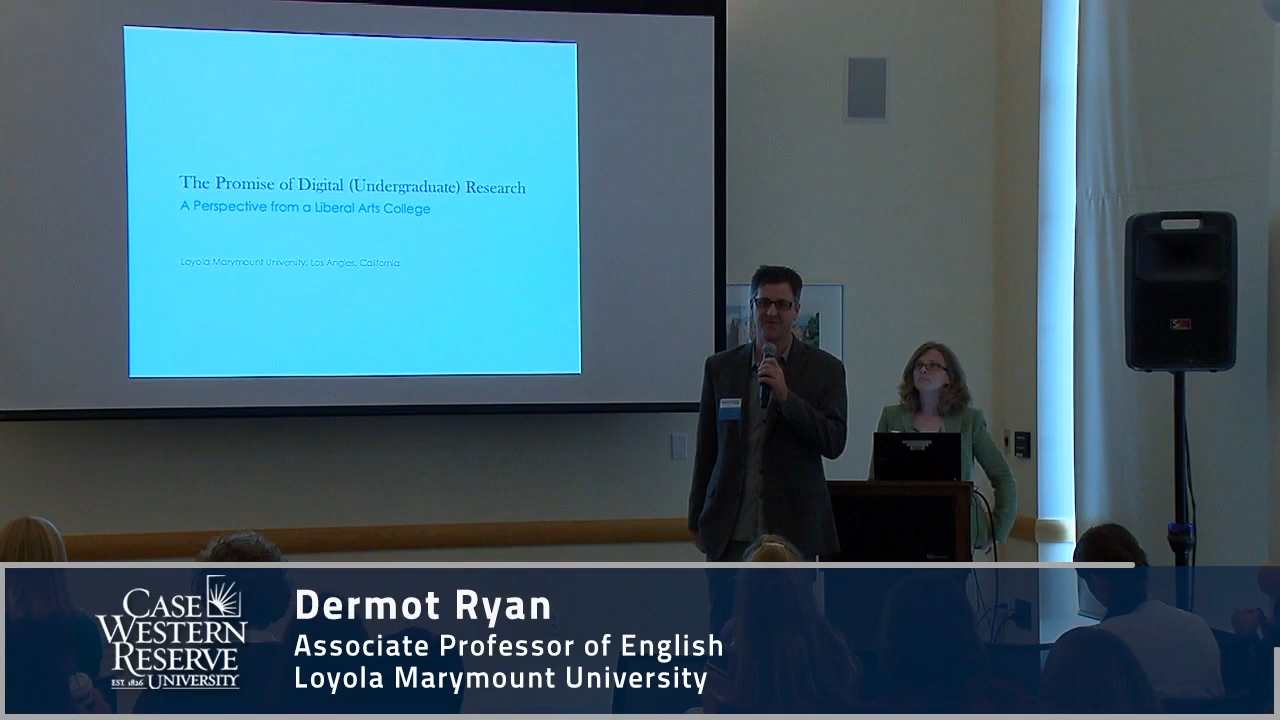 The Promise of Digital (Undergraduate) Research
A Perspective from a Liberal Arts College
Loyola Marymount University, Los Angles, California
CASE
WESTERN
RESERVE
EST. 1826 UNIVERSITY
Dermot Ryan
Associate Professor of English
Loyola Marymount University